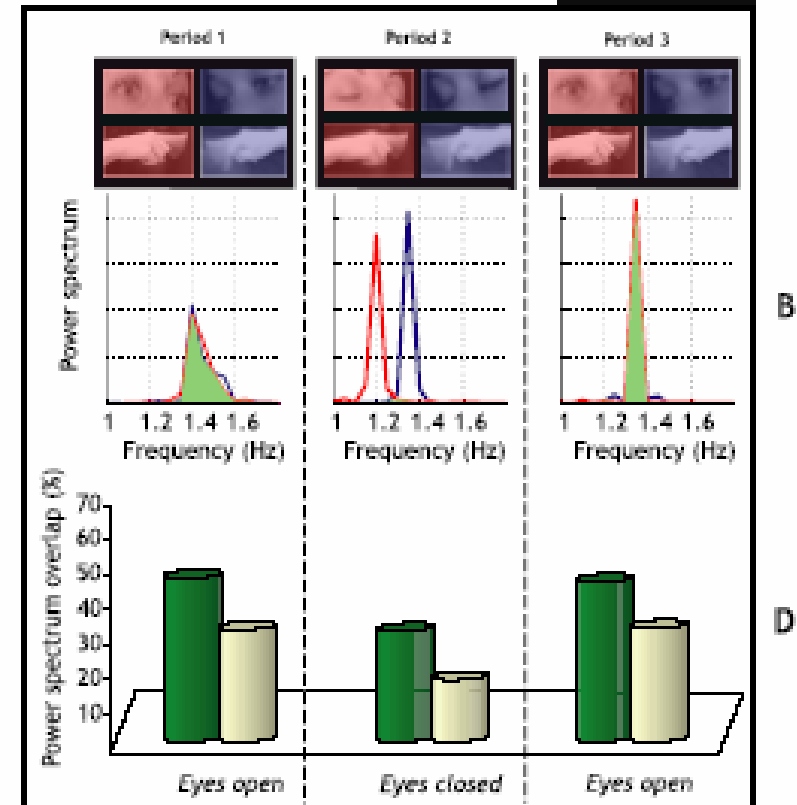 Period 1
Period 2
Period 3
Power spectrum
B
1 1.2 1.4 1.6
1 1.2 1.4 1.6
1 1.2 1.4 1.6
Frequency (Hz)
Frequency (Hz)
Frequency (Hz)
Power spectrum overlap (%)
70
60
50
40
30
20
10
D
Eyes open
Eyes closed
Eyes open